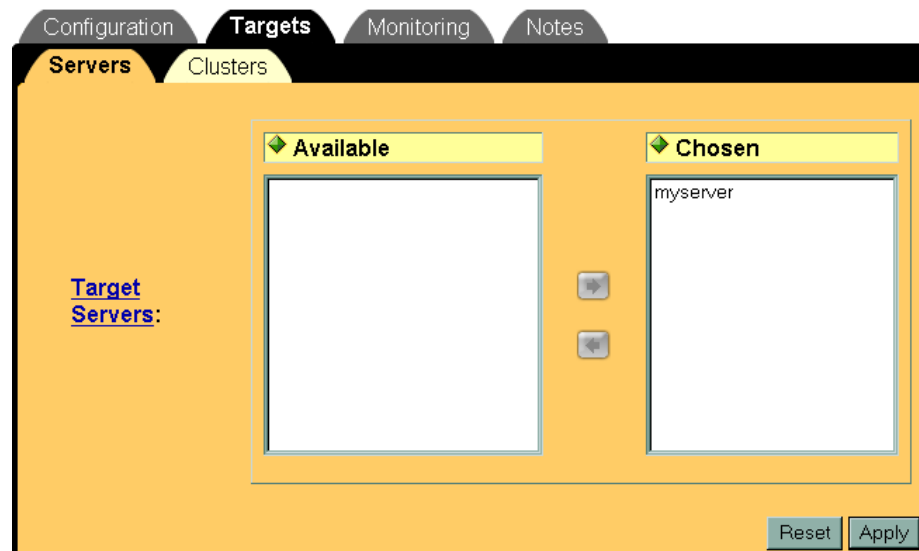 Configuration Targets Monitoring Notes
Servers Clusters
Available Chosen
myserver
Target
Servers:
Reset Apply